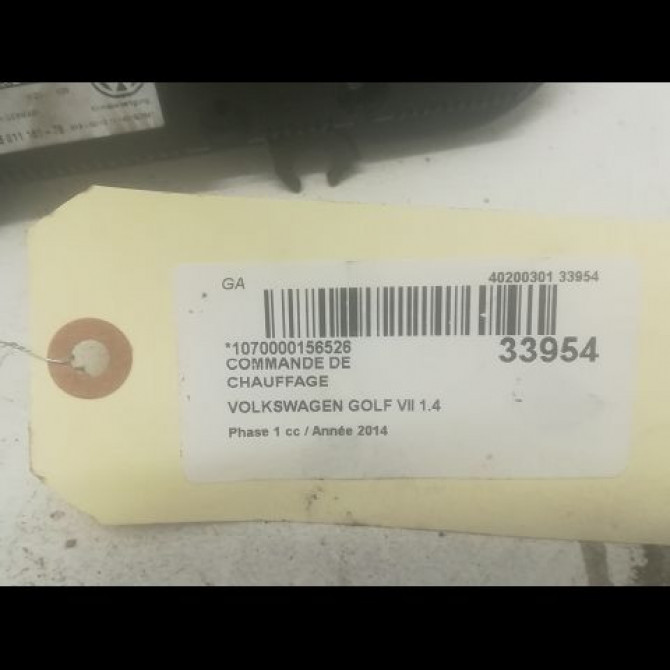 GA
40200301 33954
*1070000156526
33954
COMMANDE DE
CHAUFFAGE
VOLKSWAGEN GOLF VII 1.4
Phase 1 cc / Année 2014